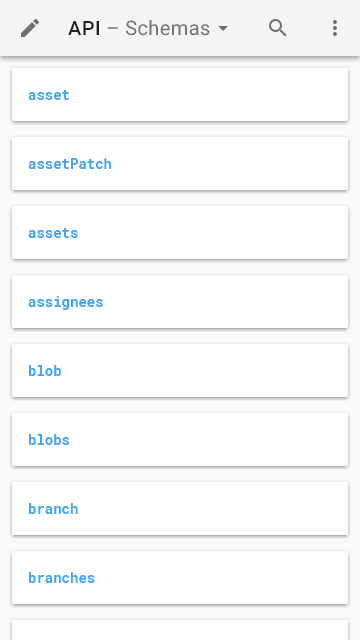 API – Schemas
asset
assetPatch
assets
assignees
blob
blobs
branch
branches